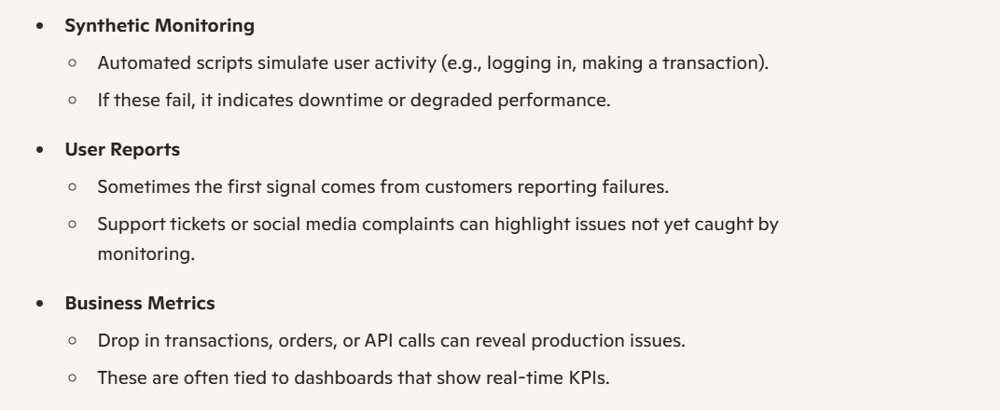 • Synthetic Monitoring
○ Automated scripts simulate user activity (e.g., logging in, making a transaction).
○ If these fail, it indicates downtime or degraded performance.
• User Reports
○ Sometimes the first signal comes from customers reporting failures.
○ Support tickets or social media complaints can highlight issues not yet caught by
monitoring.
• Business Metrics
○ Drop in transactions, orders, or API calls can reveal production issues.
○ These are often tied to dashboards that show real-time KPIs.